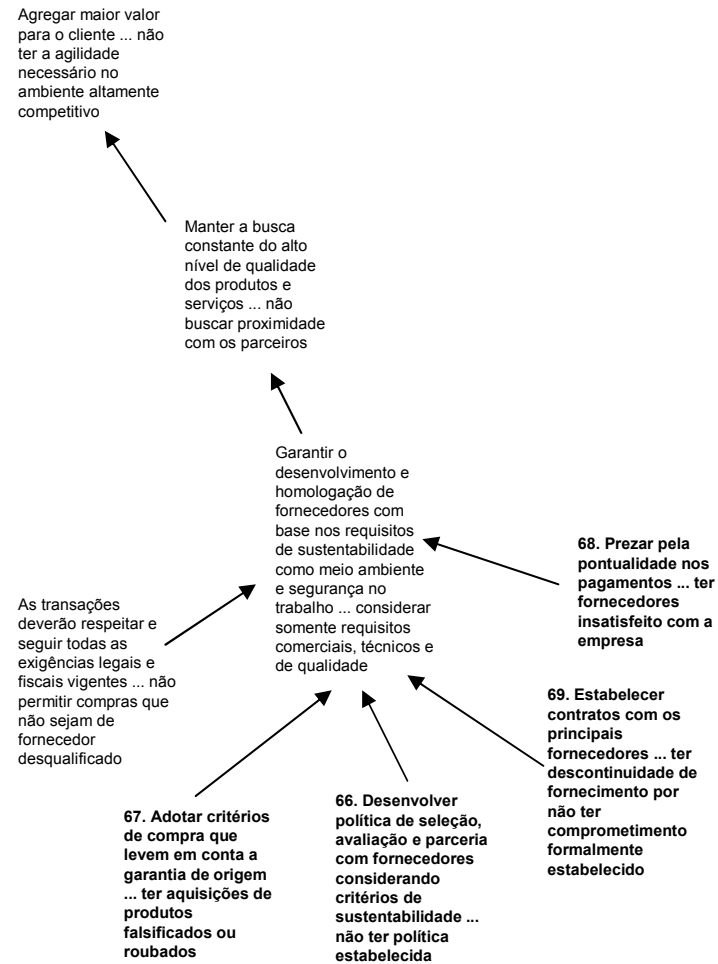 Agregar maior valor
para o cliente ... não
ter a agilidade
necessário no
ambiente altamente
competitivo
Manter a busca
constante do alto
nível de qualidade
dos produtos e
serviços ... não
buscar proximidade
com os parceiros
Garantir o
desenvolvimento e
homologação de
fornecedores com
base nos requisitos
de sustentabilidade
como meio ambiente
e segurança no
trabalho ... considerar
somente requisitos
comerciais, técnicos e
de qualidade
68. Prezar pela
pontualidade nos
pagamentos ... ter
fornecedores
insatisfeito com a
empresa
As transações
deverão respeitar e
seguir todas as
exigências legais e
fiscais vigentes ... não
permitir compras que
não sejam de
fornecedor
desqualificado
69. Estabelecer
contratos com os
principais
fornecedores ... ter
descontinuidade de
fornecimento por
não ter
comprometimento
formalmente
estabelecido
67. Adotar critérios
de compra que
levem em conta a
garantia de origem
... ter aquisições de
produtos
falsificados ou
roubados
66. Desenvolver
política de seleção,
avaliação e parceria
com fornecedores
considerando
critérios de
sustentabilidade ...
não ter política
estabelecida